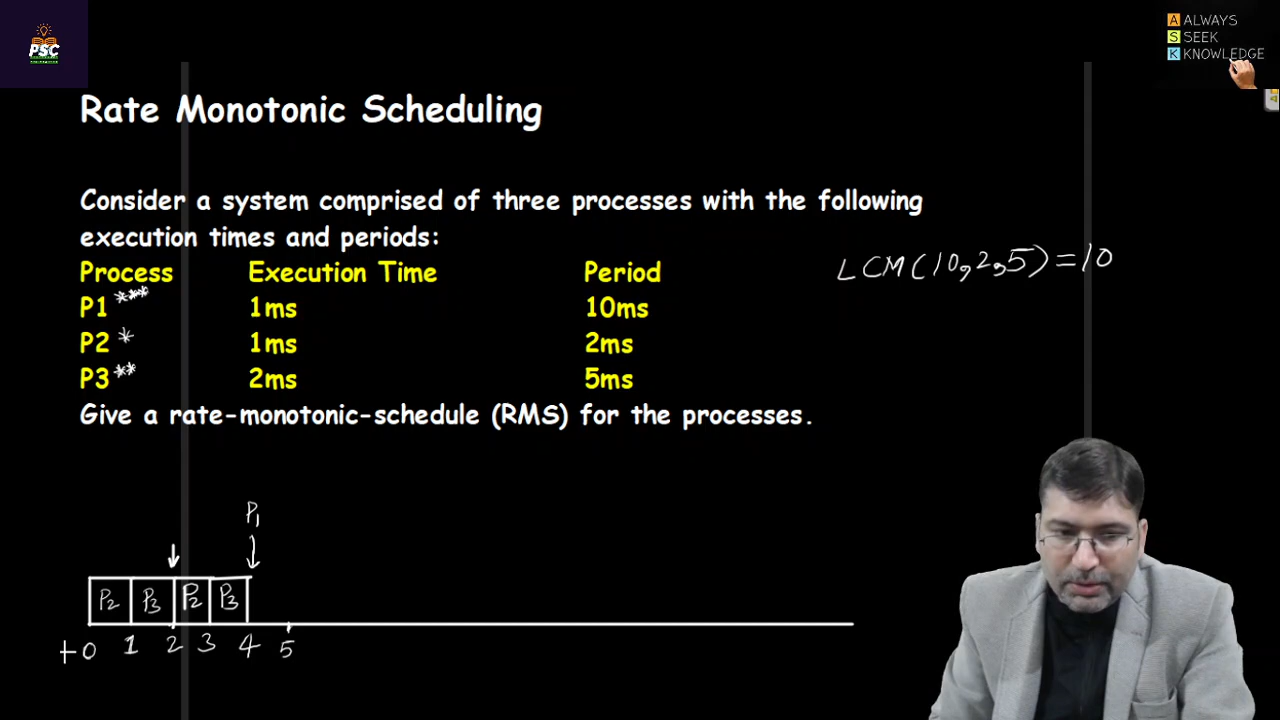 PSC
A ALWAYS
S SEEK
K KNOWLEDGE
Rate Monotonic Scheduling
Consider a system comprised of three processes with the following
execution times and periods:
Process Execution Time Period
P1 *** 1ms 10ms
P2 * 1ms 2ms
P3 ** 2ms 5ms
LCM(10,2,5)=10
Give a rate-monotonic-schedule (RMS) for the processes.
P1
P2 P3 P2 P3
t 0 1 2 3 4 5